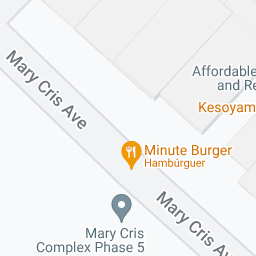 Mary Cris Ave
Affordable
and Re
Kesoyam
Minute Burger
Hambúrguer
Mary Cris
Complex Phase 5
Mary Cris Av